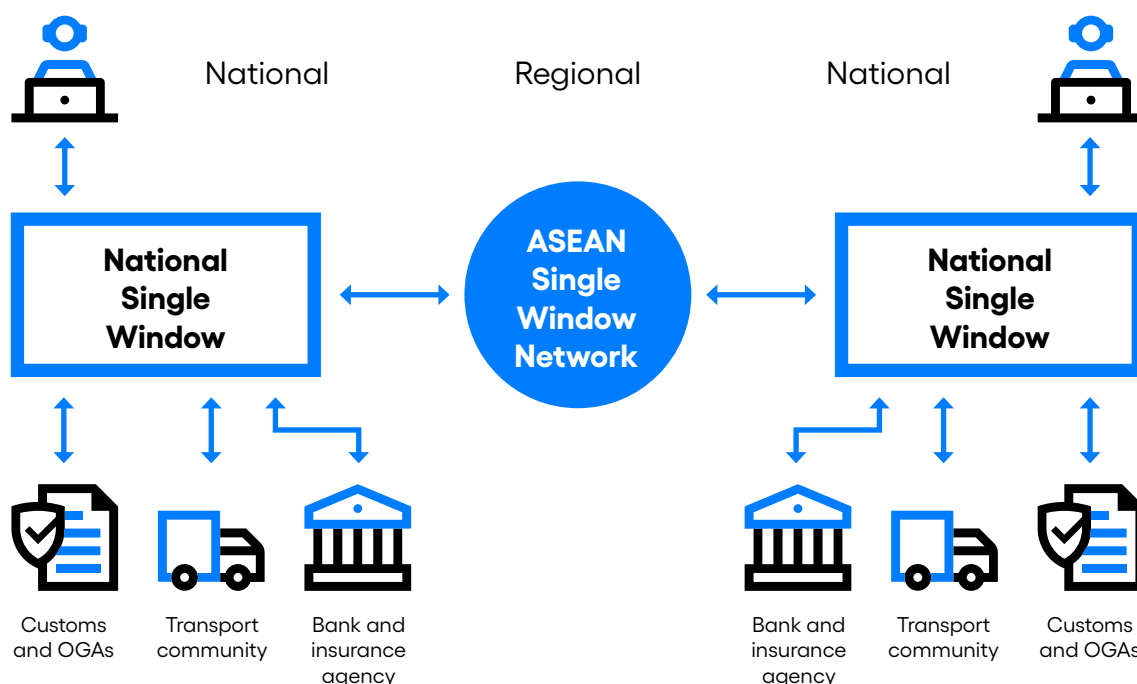 National
Regional
National
National
Single
Window
ASEAN
Single
Window
Network
National
Single
Window
Customs
and OGAs
Transport
community
Bank and
insurance
agency
Bank and
insurance
agency
Transport
community
Customs
and OGAs